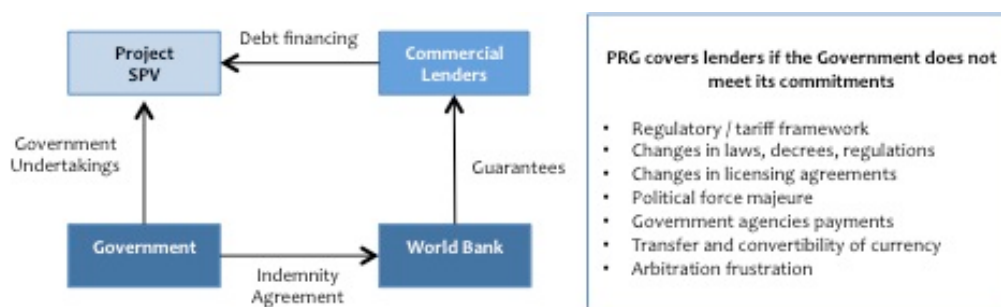 Project
SPV
Debt financing
Commercial
Lenders
Government
Undertakings
Guarantees
Government
World Bank
Indemnity
Agreement
PRG covers lenders if the Government does not
meet its commitments
• Regulatory / tariff framework
• Changes in laws, decrees, regulations
• Changes in licensing agreements
• Political force majeure
• Government agencies payments
• Transfer and convertibility of currency
• Arbitration frustration